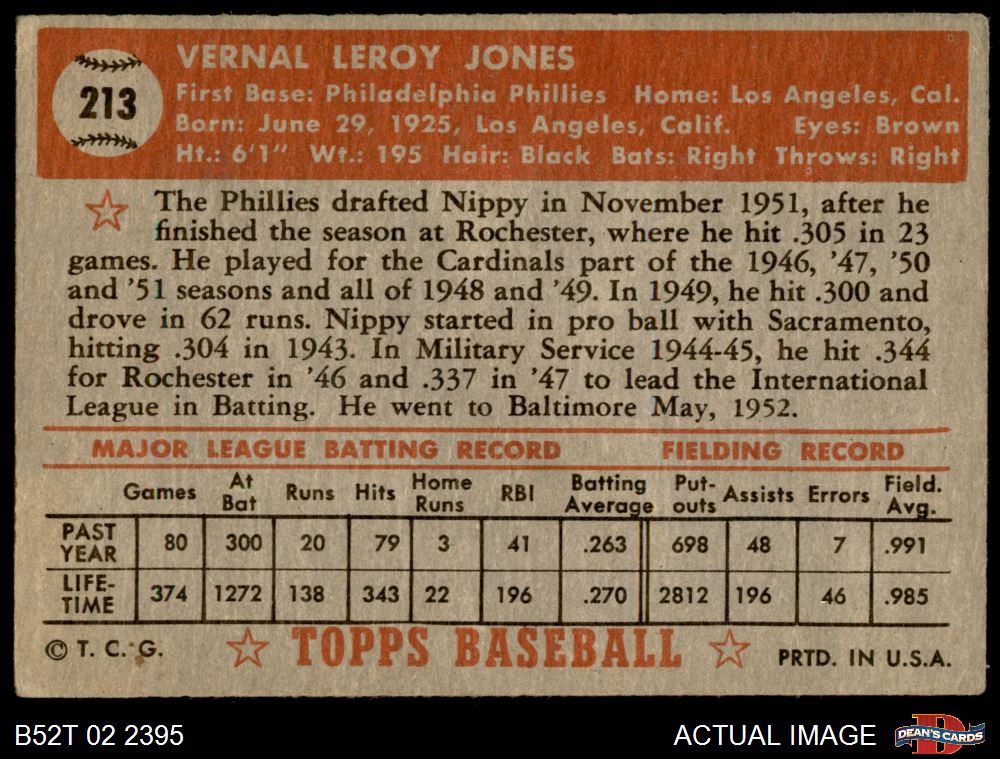 213
VERNAL LEROY JONES
First Base: Philadelphia Phillies Home: Los Angeles, Cal.
Born: June 29, 1925, Los Angeles, Calif. Eyes: Brown
Ht.: 6'1" Wt.: 195 Hair: Black Bats: Right Throws: Right
The Phillies drafted Nippy in November 1951, after he
finished the season at Rochester, where he hit .305 in 23
games. He played for the Cardinals part of the 1946, '47, '50
and '51 seasons and all of 1948 and '49. In 1949, he hit .300 and
drove in 62 runs. Nippy started in pro ball with Sacramento,
hitting .304 in 1943. In Military Service 1944-45, he hit .344
for Rochester in '46 and .337 in '47 to lead the International
League in Batting. He went to Baltimore May, 1952.
MAJOR LEAGUE BATTING RECORD FIELDING RECORD
Games At Bat Runs Hits Home Runs RBI Batting Average Put-outs Assists Errors Field. Avg.
PAST YEAR 80 300 20 79 3 41 .263 698 48 7 .991
LIFE-TIME 374 1272 138 343 22 196 .270 2812 196 46 .985
© T. C. G. TOPPS BASEBALL PRTD. IN U.S.A.
B52T 02 2395 ACTUAL IMAGE DEAN'S CARDS